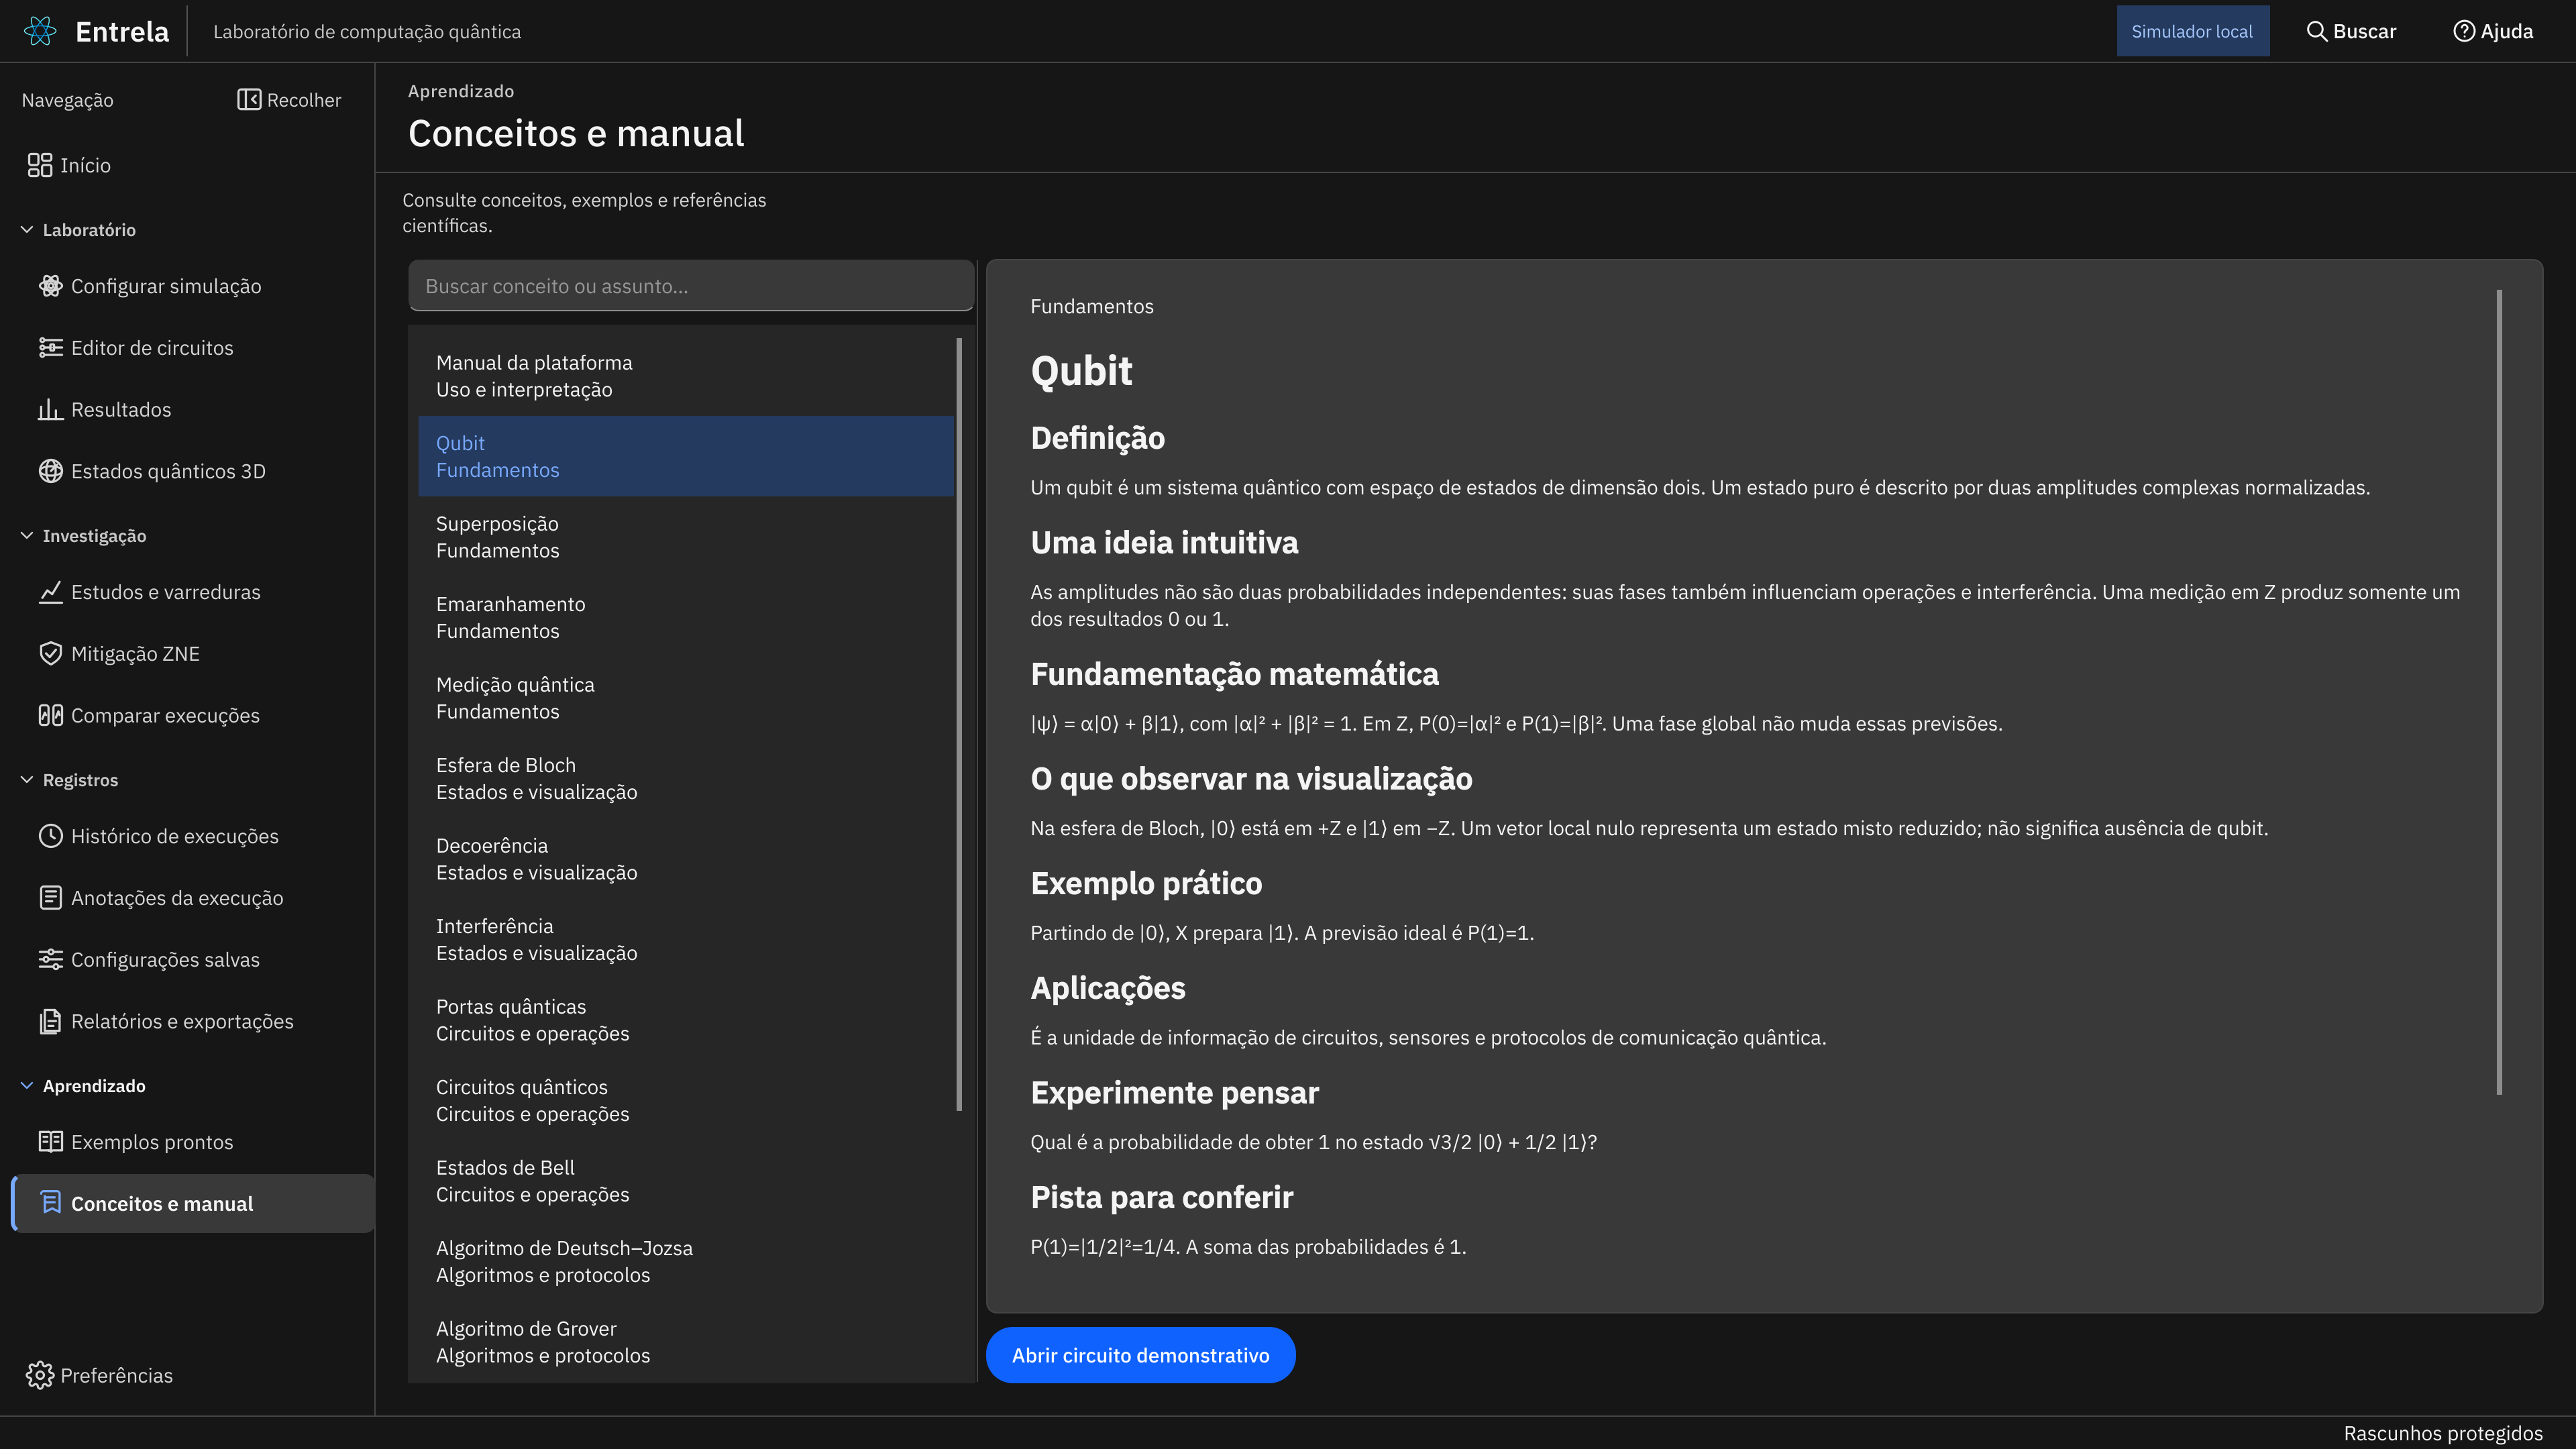 Entrela
Laboratório de computação quântica
Simulador local
Buscar
Ajuda
Navegação
Recolher
Início
Laboratório
Configurar simulação
Editor de circuitos
Resultados
Estados quânticos 3D
Investigação
Estudos e varreduras
Mitigação ZNE
Comparar execuções
Registros
Histórico de execuções
Anotações da execução
Configurações salvas
Relatórios e exportações
Aprendizado
Exemplos prontos
Conceitos e manual
Preferências
Aprendizado
Conceitos e manual
Consulte conceitos, exemplos e referências
científicas.
Buscar conceito ou assunto...
Manual da plataforma
Uso e interpretação
Qubit
Fundamentos
Superposição
Fundamentos
Emaranhamento
Fundamentos
Medição quântica
Fundamentos
Esfera de Bloch
Estados e visualização
Decoerência
Estados e visualização
Interferência
Estados e visualização
Portas quânticas
Circuitos e operações
Circuitos quânticos
Circuitos e operações
Estados de Bell
Circuitos e operações
Algoritmo de Deutsch–Jozsa
Algoritmos e protocolos
Algoritmo de Grover
Algoritmos e protocolos
Fundamentos
Qubit
Definição
Um qubit é um sistema quântico com espaço de estados de dimensão dois. Um estado puro é descrito por duas amplitudes complexas normalizadas.
Uma ideia intuitiva
As amplitudes não são duas probabilidades independentes: suas fases também influenciam operações e interferência. Uma medição em Z produz somente um
dos resultados 0 ou 1.
Fundamentação matemática
|ψ⟩ = α|0⟩ + β|1⟩, com |α|² + |β|² = 1. Em Z, P(0)=|α|² e P(1)=|β|². Uma fase global não muda essas previsões.
O que observar na visualização
Na esfera de Bloch, |0⟩ está em +Z e |1⟩ em −Z. Um vetor local nulo representa um estado misto reduzido; não significa ausência de qubit.
Exemplo prático
Partindo de |0⟩, X prepara |1⟩. A previsão ideal é P(1)=1.
Aplicações
É a unidade de informação de circuitos, sensores e protocolos de comunicação quântica.
Experimente pensar
Qual é a probabilidade de obter 1 no estado √3/2 |0⟩ + 1/2 |1⟩?
Pista para conferir
P(1)=|1/2|²=1/4. A soma das probabilidades é 1.
Abrir circuito demonstrativo
Rascunhos protegidos